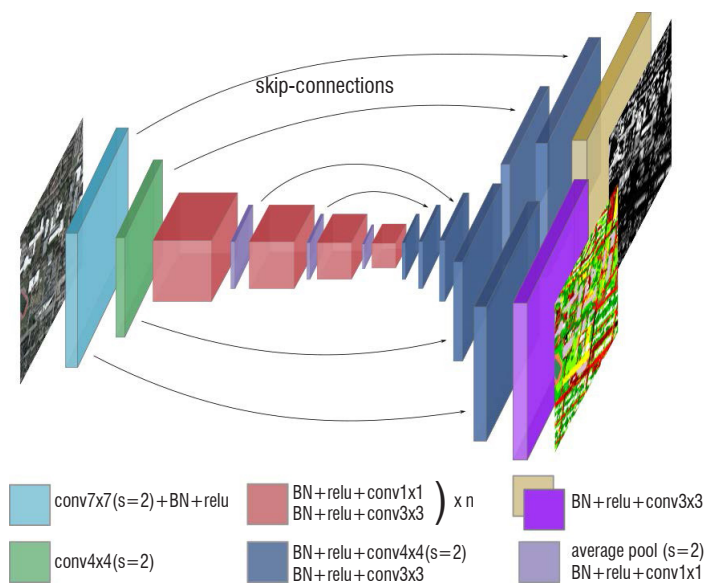 skip-connections
conv7x7(s=2)+BN+relu
BN+relu+conv1x1
BN+relu+conv3x3
) x n
BN+relu+conv3x3
conv4x4(s=2)
BN+relu+conv4x4(s=2)
BN+relu+conv3x3
average pool (s=2)
BN+relu+conv1x1